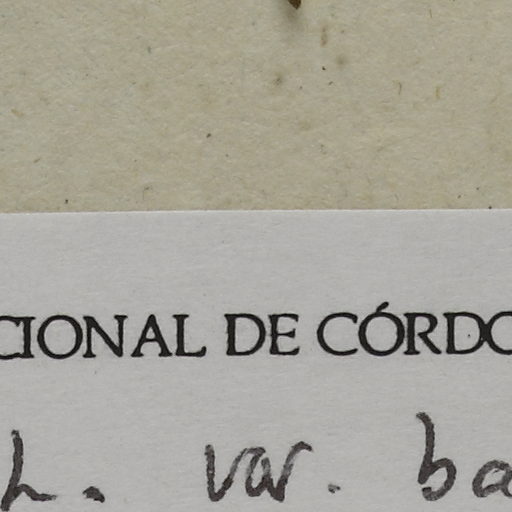 CIONAL DE CÓRDO
h. var. ba